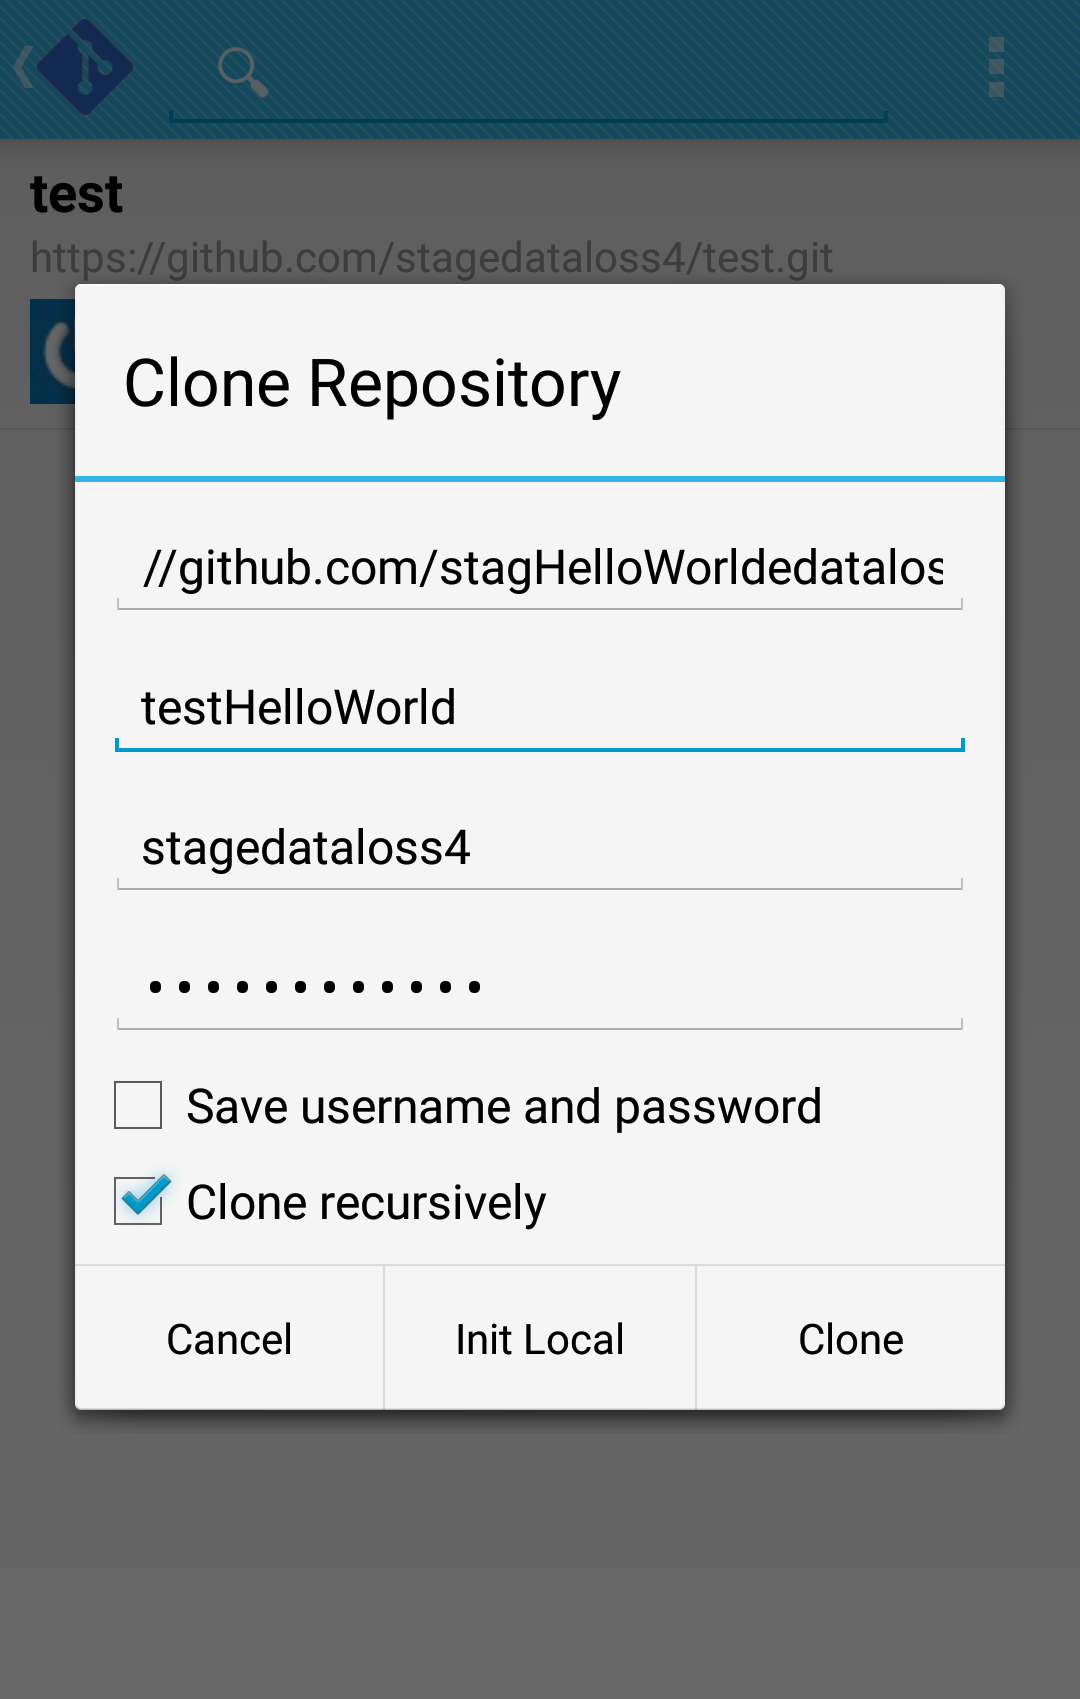 test
https://github.com/stagedataloss4/test.git
Clone Repository
//github.com/stagHelloWorldedatalos
testHelloWorld
stagedataloss4
••••••••••••
Save username and password
Clone recursively
Cancel
Init Local
Clone